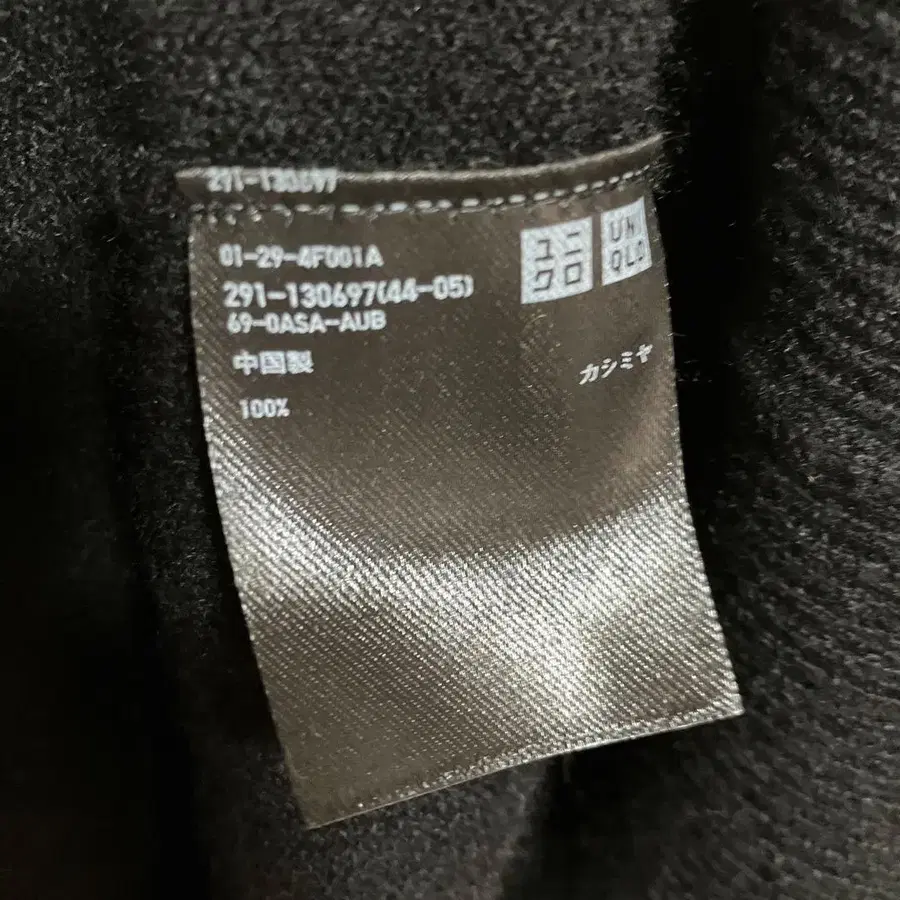 291-130697
01-29-4F001A
291-130697(44-05)
69-0ASA-AUB
中国製
100%
カシミヤ
ユニ
クロ
UNI
QLO